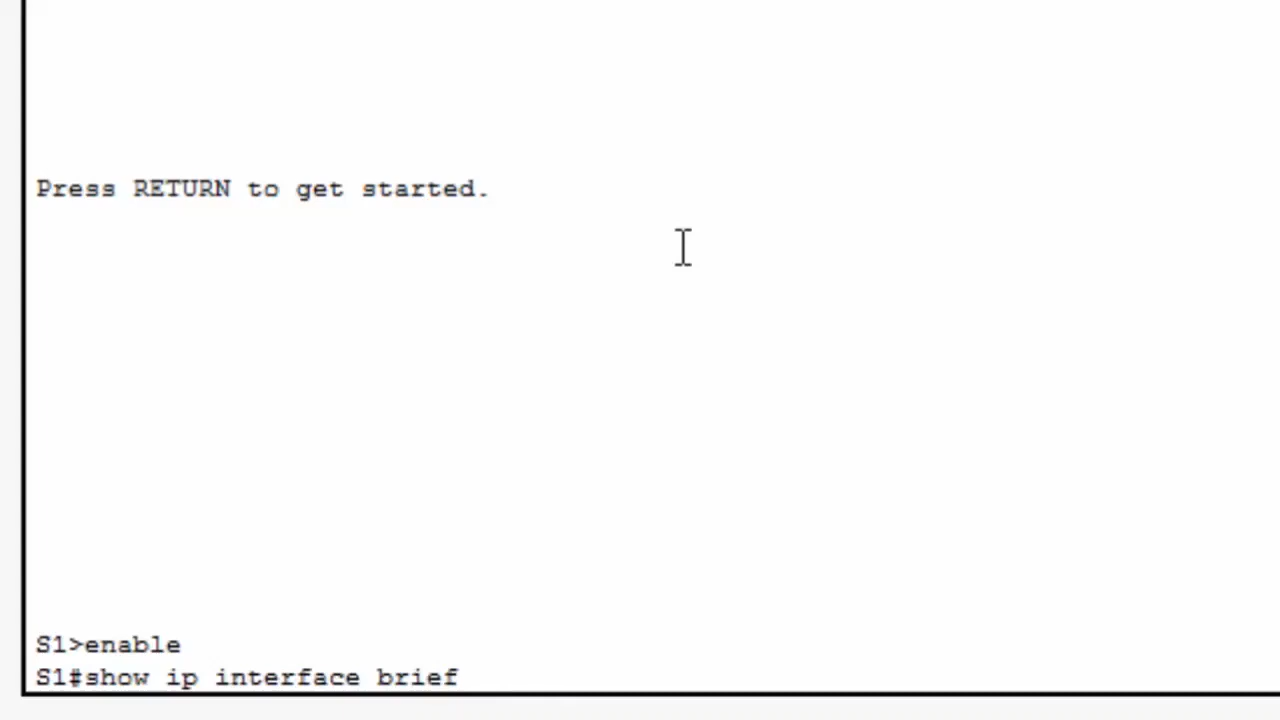 Press RETURN to get started.
S1>enable
S1#show ip interface brief